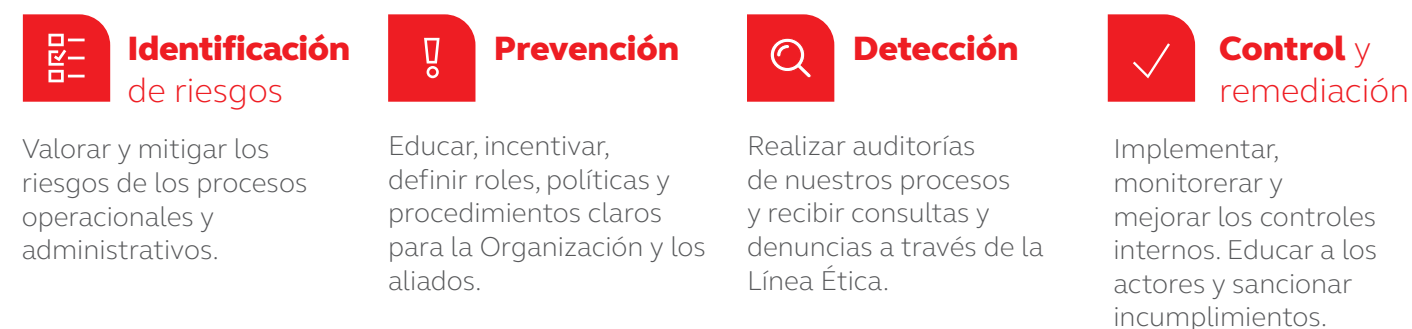 Identificación
de riesgos
Valorar y mitigar los
riesgos de los procesos
operacionales y
administrativos.
Prevención
Educar, incentivar,
definir roles, políticas y
procedimientos claros
para la Organización y los
aliados.
Detección
Realizar auditorías
de nuestros procesos
y recibir consultas y
denuncias a través de la
Línea Ética.
Control y
remediación
Implementar,
monitorerar y
mejorar los controles
internos. Educar a los
actores y sancionar
incumplimientos.